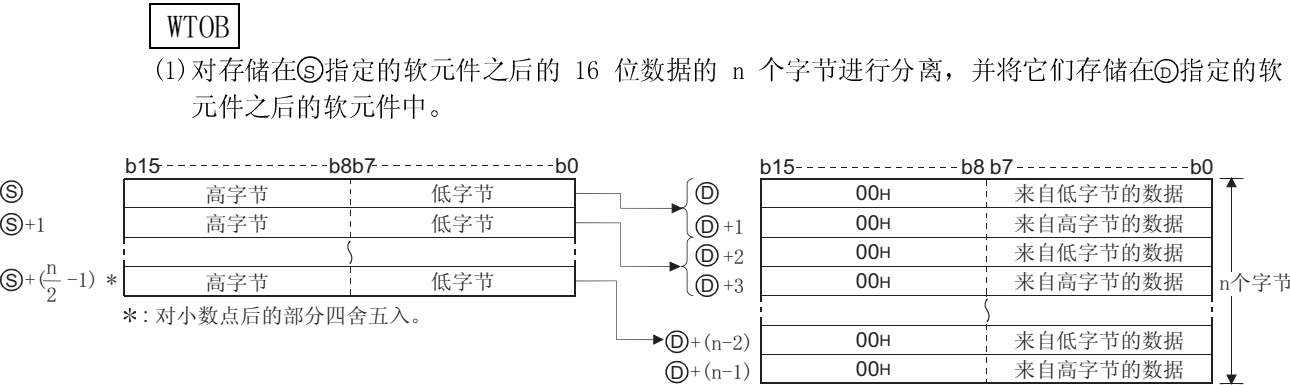 WTOB
(1) 对存储在Ⓢ指定的软元件之后的 16 位数据的 n 个字节进行分离，并将它们存储在Ⓓ指定的软
元件之后的软元件中。
b15 b8b7 b0
Ⓢ 高字节 低字节
Ⓢ+1 高字节 低字节
Ⓢ+(n/2 -1) * 高字节 低字节
*：对小数点后的部分四舍五入。
b15 b8 b7 b0
Ⓓ 00H 来自低字节的数据
Ⓓ+1 00H 来自高字节的数据
Ⓓ+2 00H 来自低字节的数据
Ⓓ+3 00H 来自高字节的数据
Ⓓ+(n-2) 00H 来自低字节的数据
Ⓓ+(n-1) 00H 来自高字节的数据
n个字节